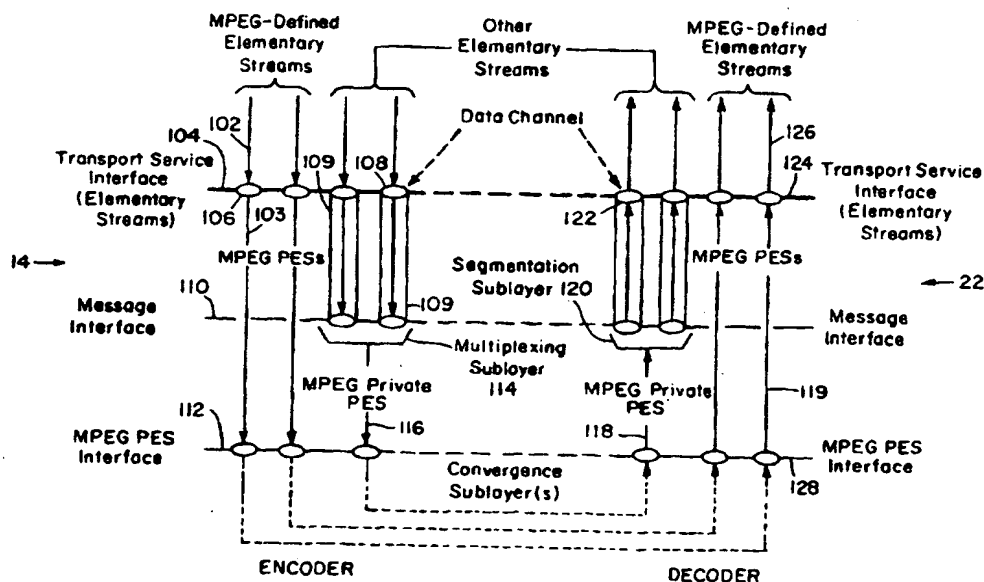 MPEG-Defined
Elementary
Streams
Other
Elementary
Streams
MPEG-Defined
Elementary
Streams
102
104
109
108
Data Channel
126
124
Transport Service
Interface
(Elementary
Streams)
106
103
122
Transport Service
Interface
(Elementary
Streams)
14
MPEG PESs
Segmentation
Sublayer 120
MPEG PESs
22
110
109
Message
Interface
Message
Interface
Multiplexing
Sublayer
114
MPEG Private
PES
MPEG Private
PES
119
112
116
118
MPEG PES
Interface
Convergence
Sublayer(s)
MPEG PES
Interface
128
ENCODER
DECODER